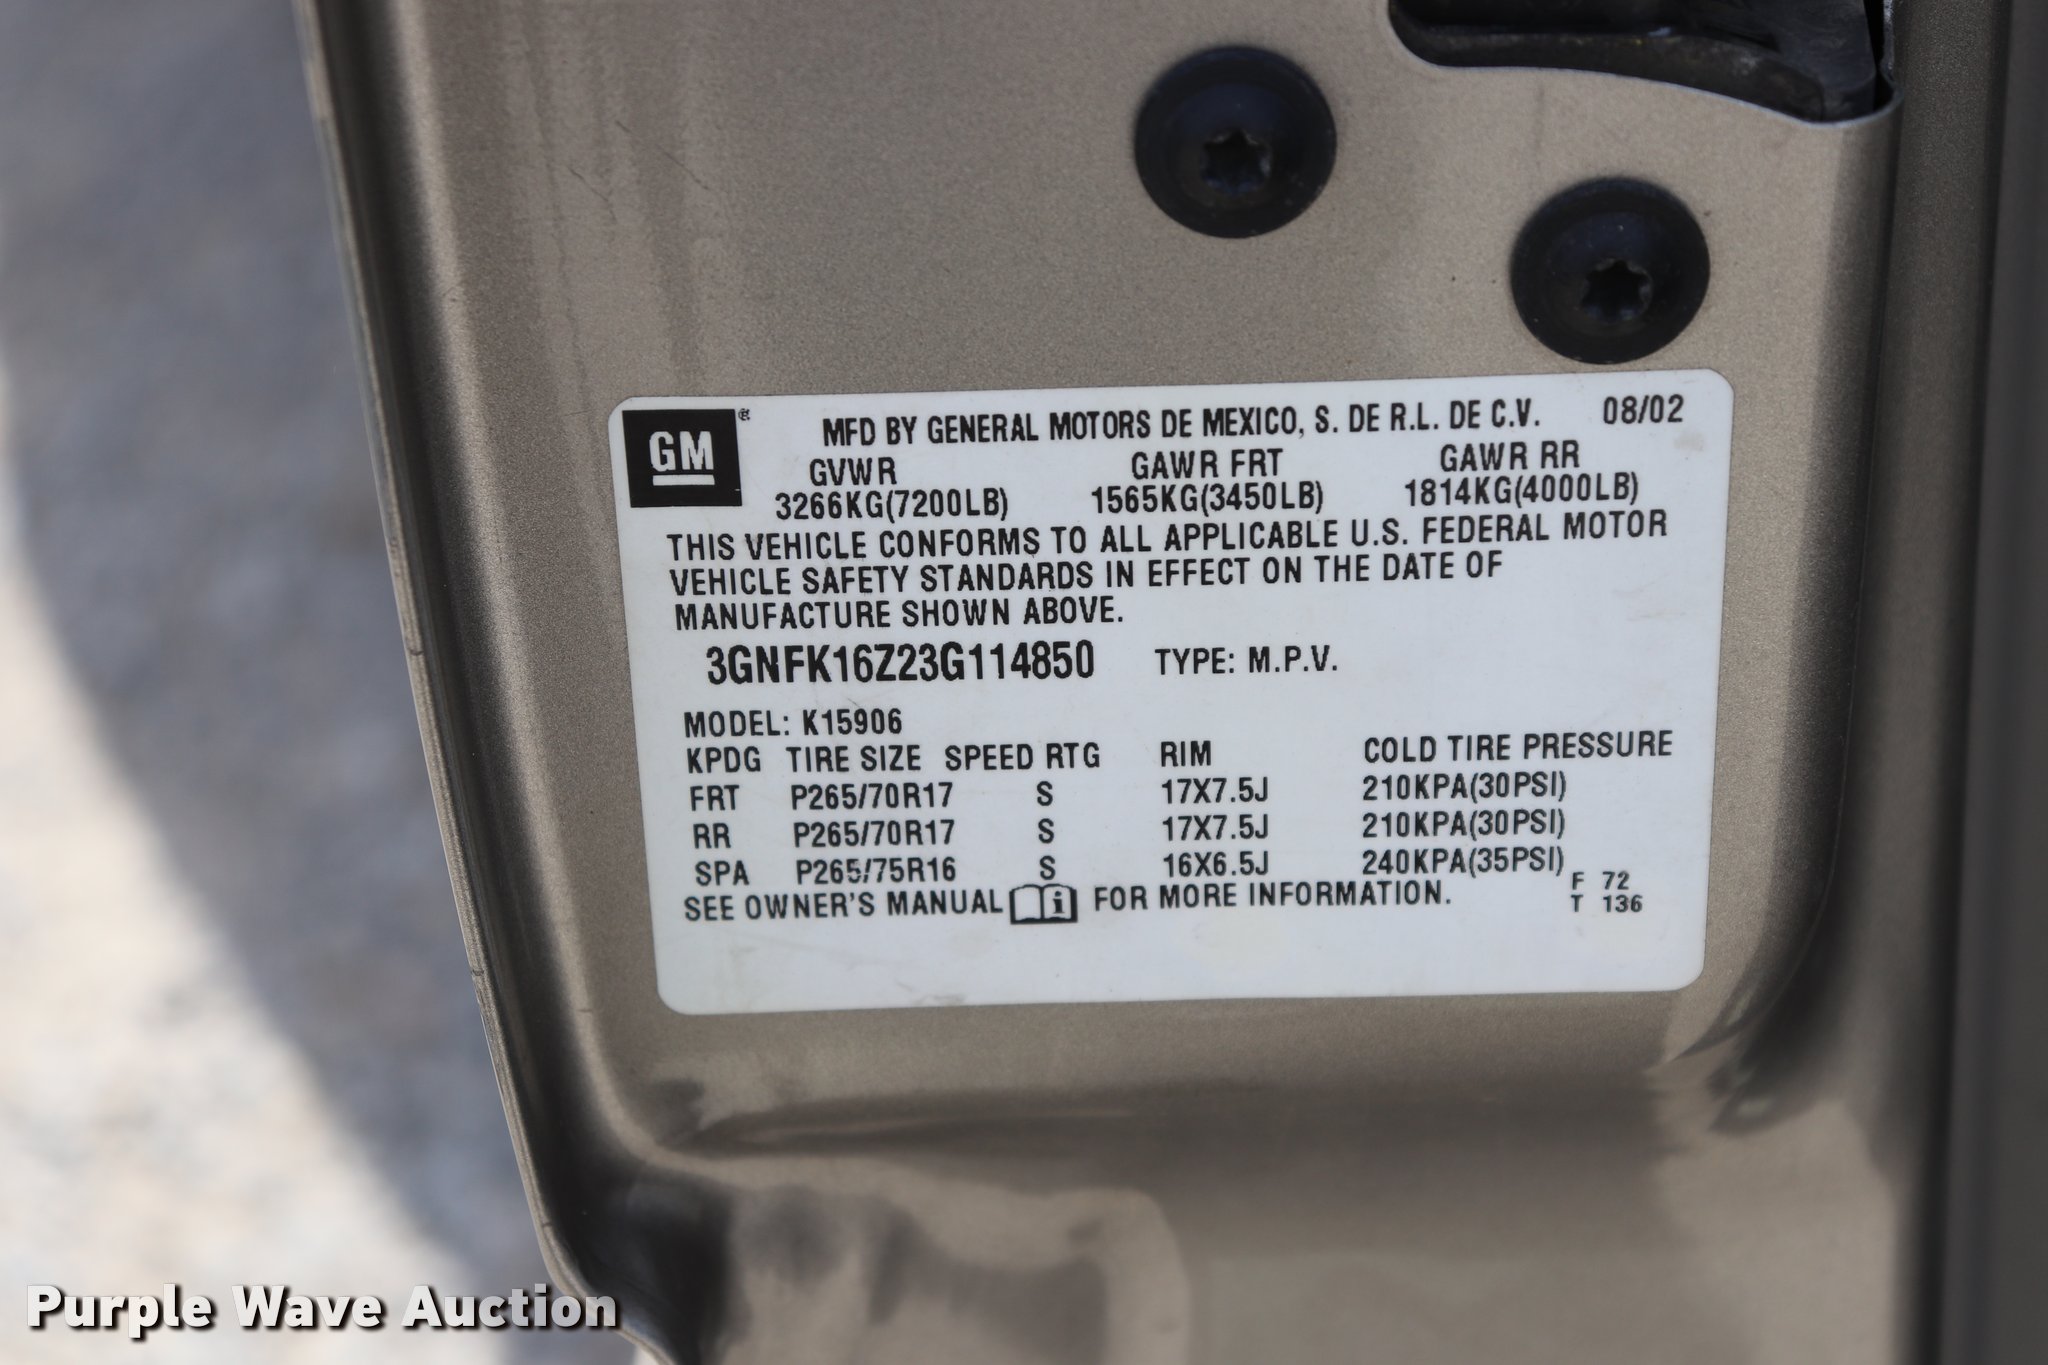 GM ® MFD BY GENERAL MOTORS DE MEXICO, S. DE R.L. DE C.V. 08/02
GVWR GAWR FRT GAWR RR
3266KG(7200LB) 1565KG(3450LB) 1814KG(4000LB)
THIS VEHICLE CONFORMS TO ALL APPLICABLE U.S. FEDERAL MOTOR
VEHICLE SAFETY STANDARDS IN EFFECT ON THE DATE OF
MANUFACTURE SHOWN ABOVE.
3GNFK16Z23G114850 TYPE: M.P.V.
MODEL: K15906
KPDG TIRE SIZE SPEED RTG RIM COLD TIRE PRESSURE
FRT P265/70R17 S 17X7.5J 210KPA(30PSI)
RR P265/70R17 S 17X7.5J 210KPA(30PSI)
SPA P265/75R16 S 16X6.5J 240KPA(35PSI)
SEE OWNER'S MANUAL i FOR MORE INFORMATION.
F 72
T 136
Purple Wave Auction